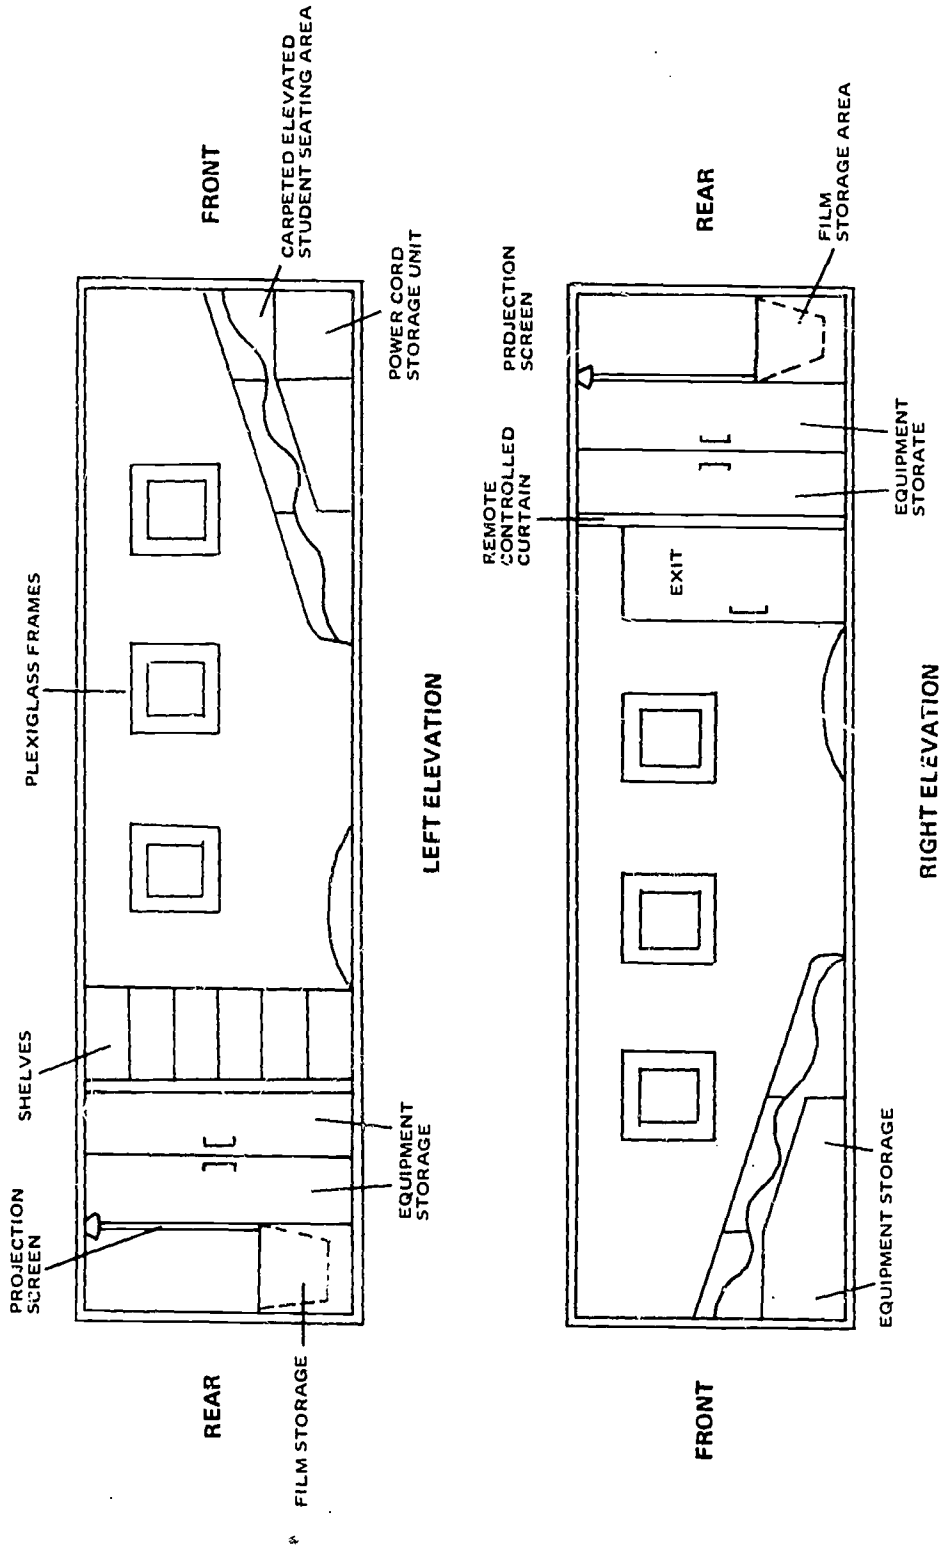 PROJECTION
SCREEN
SHELVES
PLEXIGLASS FRAMES
REAR
FRONT
FILM STORAGE
EQUIPMENT
STORAGE
CARPETED ELEVATED
STUDENT SEATING AREA
POWER CORD
STORAGE UNIT
LEFT ELEVATION
REMOTE
CONTROLLED
CURTAIN
PROJECTION
SCREEN
EXIT
FRONT
REAR
FILM
STORAGE AREA
EQUIPMENT STORAGE
EQUIPMENT
STORATE
RIGHT ELEVATION